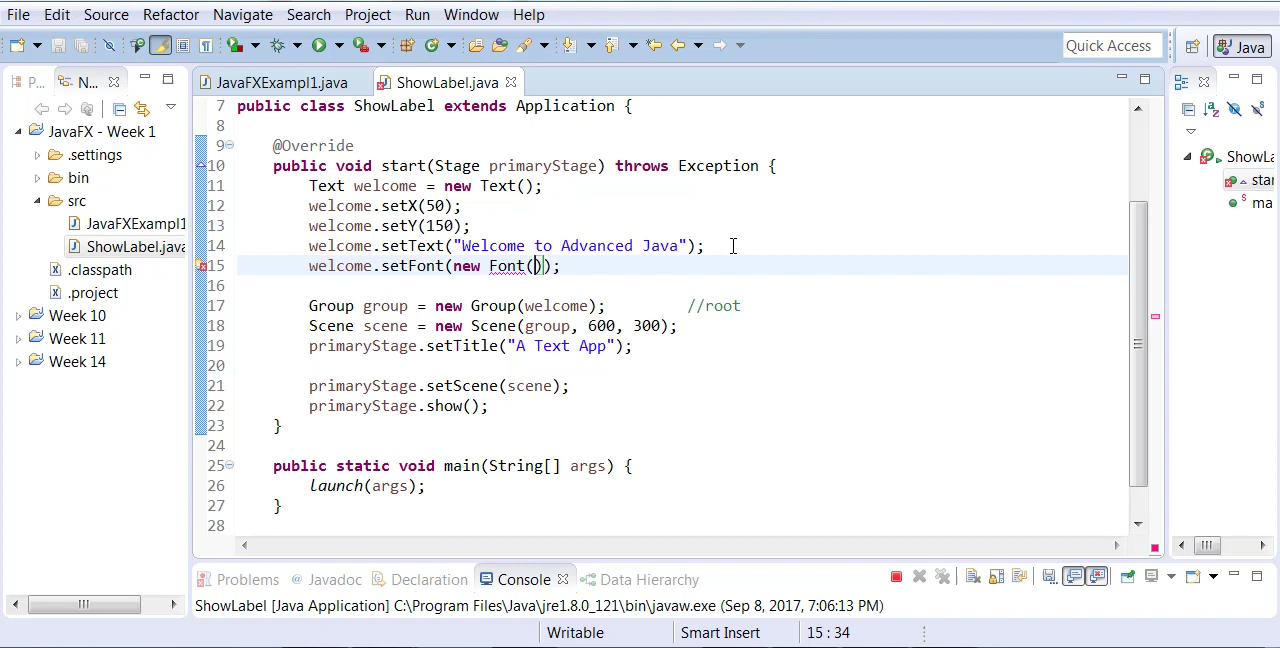 File Edit Source Refactor Navigate Search Project Run Window Help
Quick Access
Java
P...
N...
JavaFXExampl1.java
ShowLabel.java
JavaFX - Week 1
.settings
bin
src
JavaFXExampl1
ShowLabel.java
.classpath
.project
Week 10
Week 11
Week 14
7 public class ShowLabel extends Application {
8
9 @Override
10 public void start(Stage primaryStage) throws Exception {
11 Text welcome = new Text();
12 welcome.setX(50);
13 welcome.setY(150);
14 welcome.setText("Welcome to Advanced Java");
15 welcome.setFont(new Font());
16
17 Group group = new Group(welcome); //root
18 Scene scene = new Scene(group, 600, 300);
19 primaryStage.setTitle("A Text App");
20
21 primaryStage.setScene(scene);
22 primaryStage.show();
23 }
24
25 public static void main(String[] args) {
26 launch(args);
27 }
28
ShowLa
star
ma
Problems @ Javadoc Declaration Console Data Hierarchy
ShowLabel [Java Application] C:\Program Files\Java\jre1.8.0_121\bin\javaw.exe (Sep 8, 2017, 7:06:13 PM)
Writable Smart Insert 15 : 34